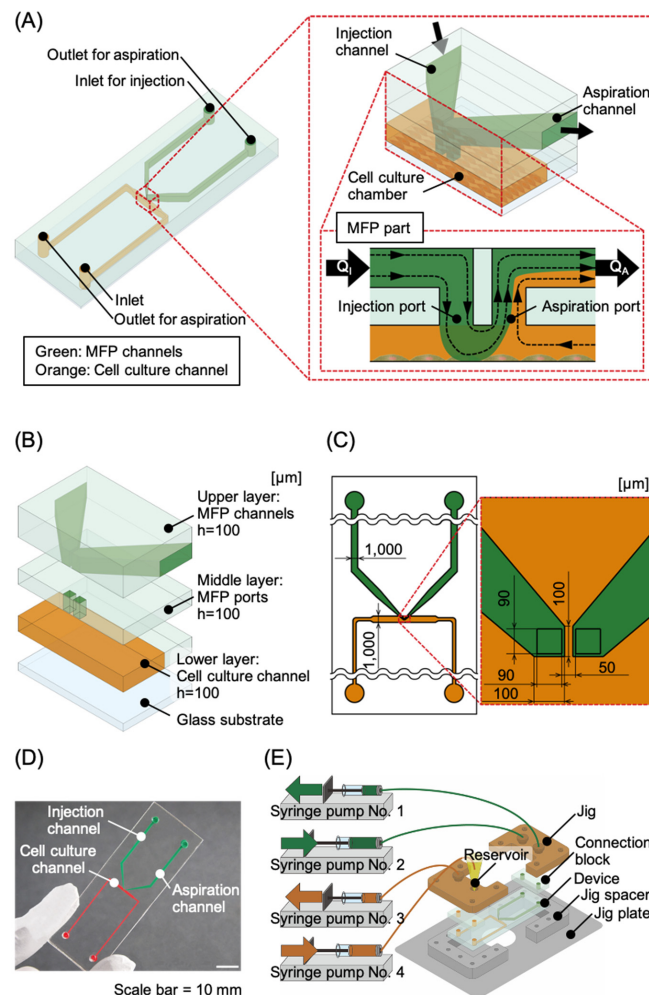 (A)
Outlet for aspiration
Inlet for injection
Inlet
Outlet for aspiration
Green: MFP channels
Orange: Cell culture channel
Injection
channel
Aspiration
channel
Cell culture
chamber
MFP part
Q_I
Q_A
Injection port
Aspiration port
(B)
[µm]
Upper layer:
MFP channels
h=100
Middle layer:
MFP ports
h=100
Lower layer:
Cell culture channel
h=100
Glass substrate
(C)
[µm]
1,000
1,000
90
100
90
100
50
(D)
Injection
channel
Cell culture
channel
Aspiration
channel
Scale bar = 10 mm
(E)
Syringe pump No. 1
Syringe pump No. 2
Syringe pump No. 3
Syringe pump No. 4
Reservoir
Jig
Connection
block
Device
Jig spacer
Jig plate